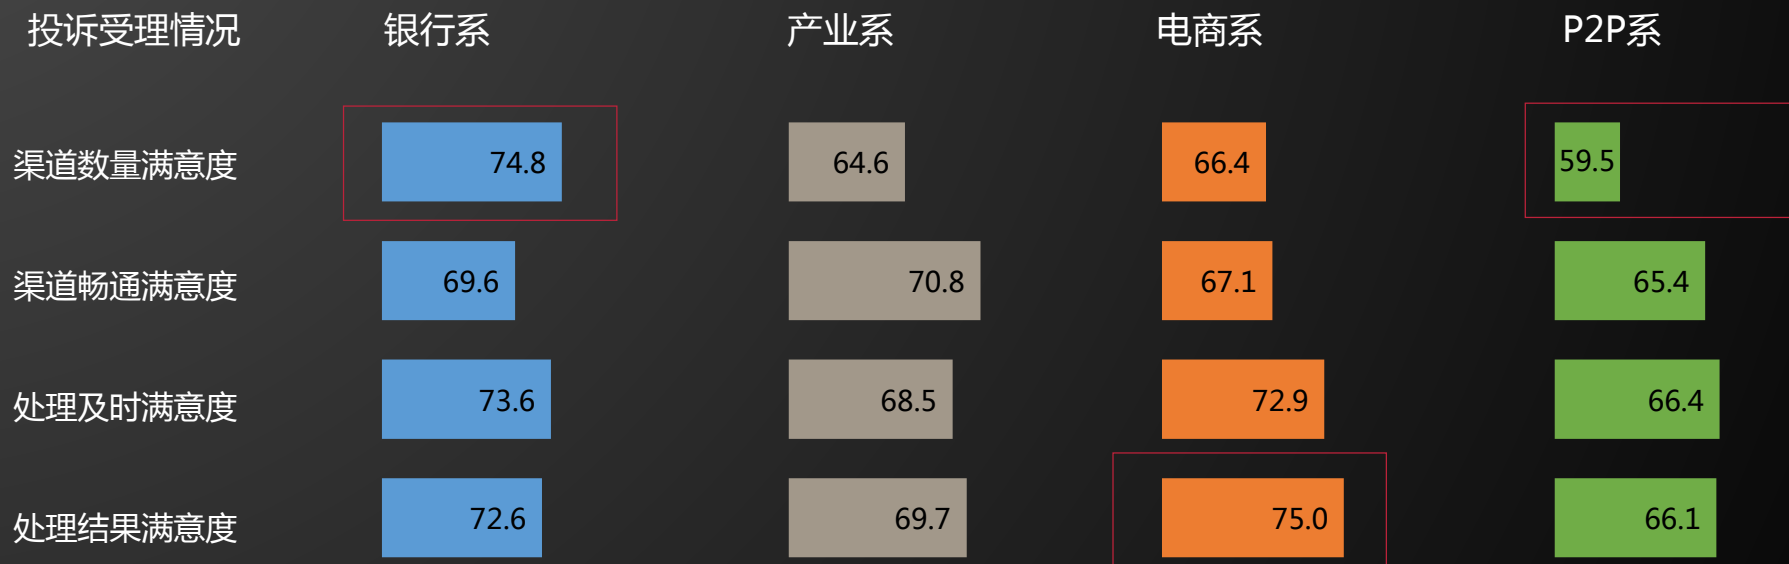 投诉受理情况 银行系 产业系 电商系 P2P系
渠道数量满意度 74.8 64.6 66.4 59.5
渠道畅通满意度 69.6 70.8 67.1 65.4
处理及时满意度 73.6 68.5 72.9 66.4
处理结果满意度 72.6 69.7 75.0 66.1